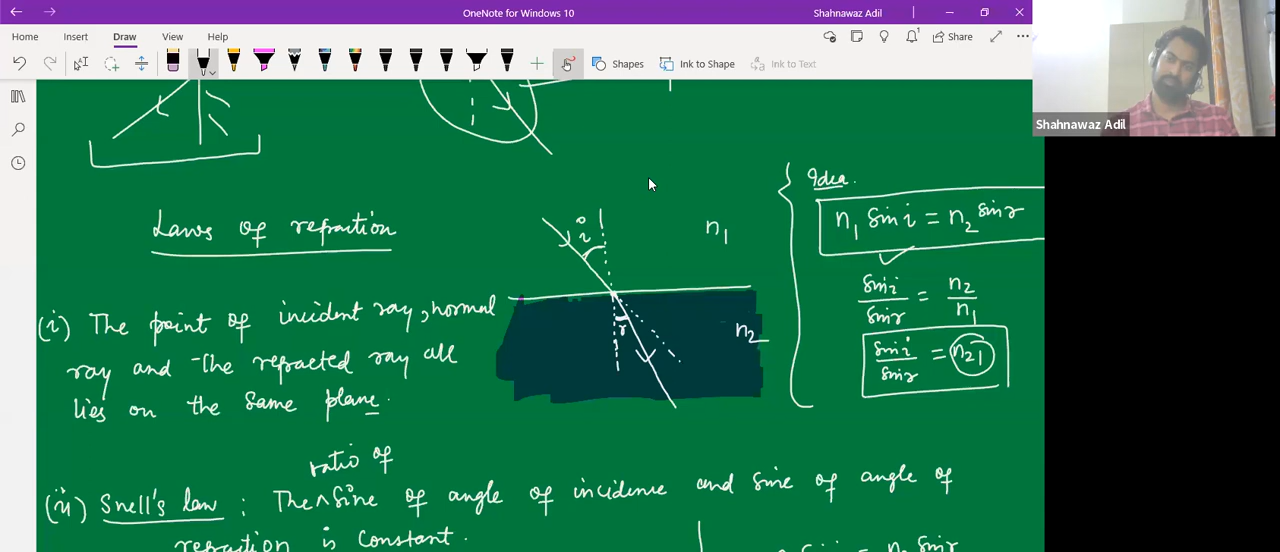 OneNote for Windows 10
Shahnawaz Adil
Home Insert Draw View Help
Share
Shapes Ink to Shape Ink to Text
Shahnawaz Adil
Laws of refraction
(i) The point of incident ray, normal
ray and the refracted ray all
lies on the same plane.
i
n₁
r
n₂
Idea.
n₁ sin i = n₂ sin r
sin i / sin r = n₂ / n₁
sin i / sin r = n₂₁
ratio of
(ii) Snell's law : The ^ sine of angle of incidence and sine of angle of
refraction is constant.